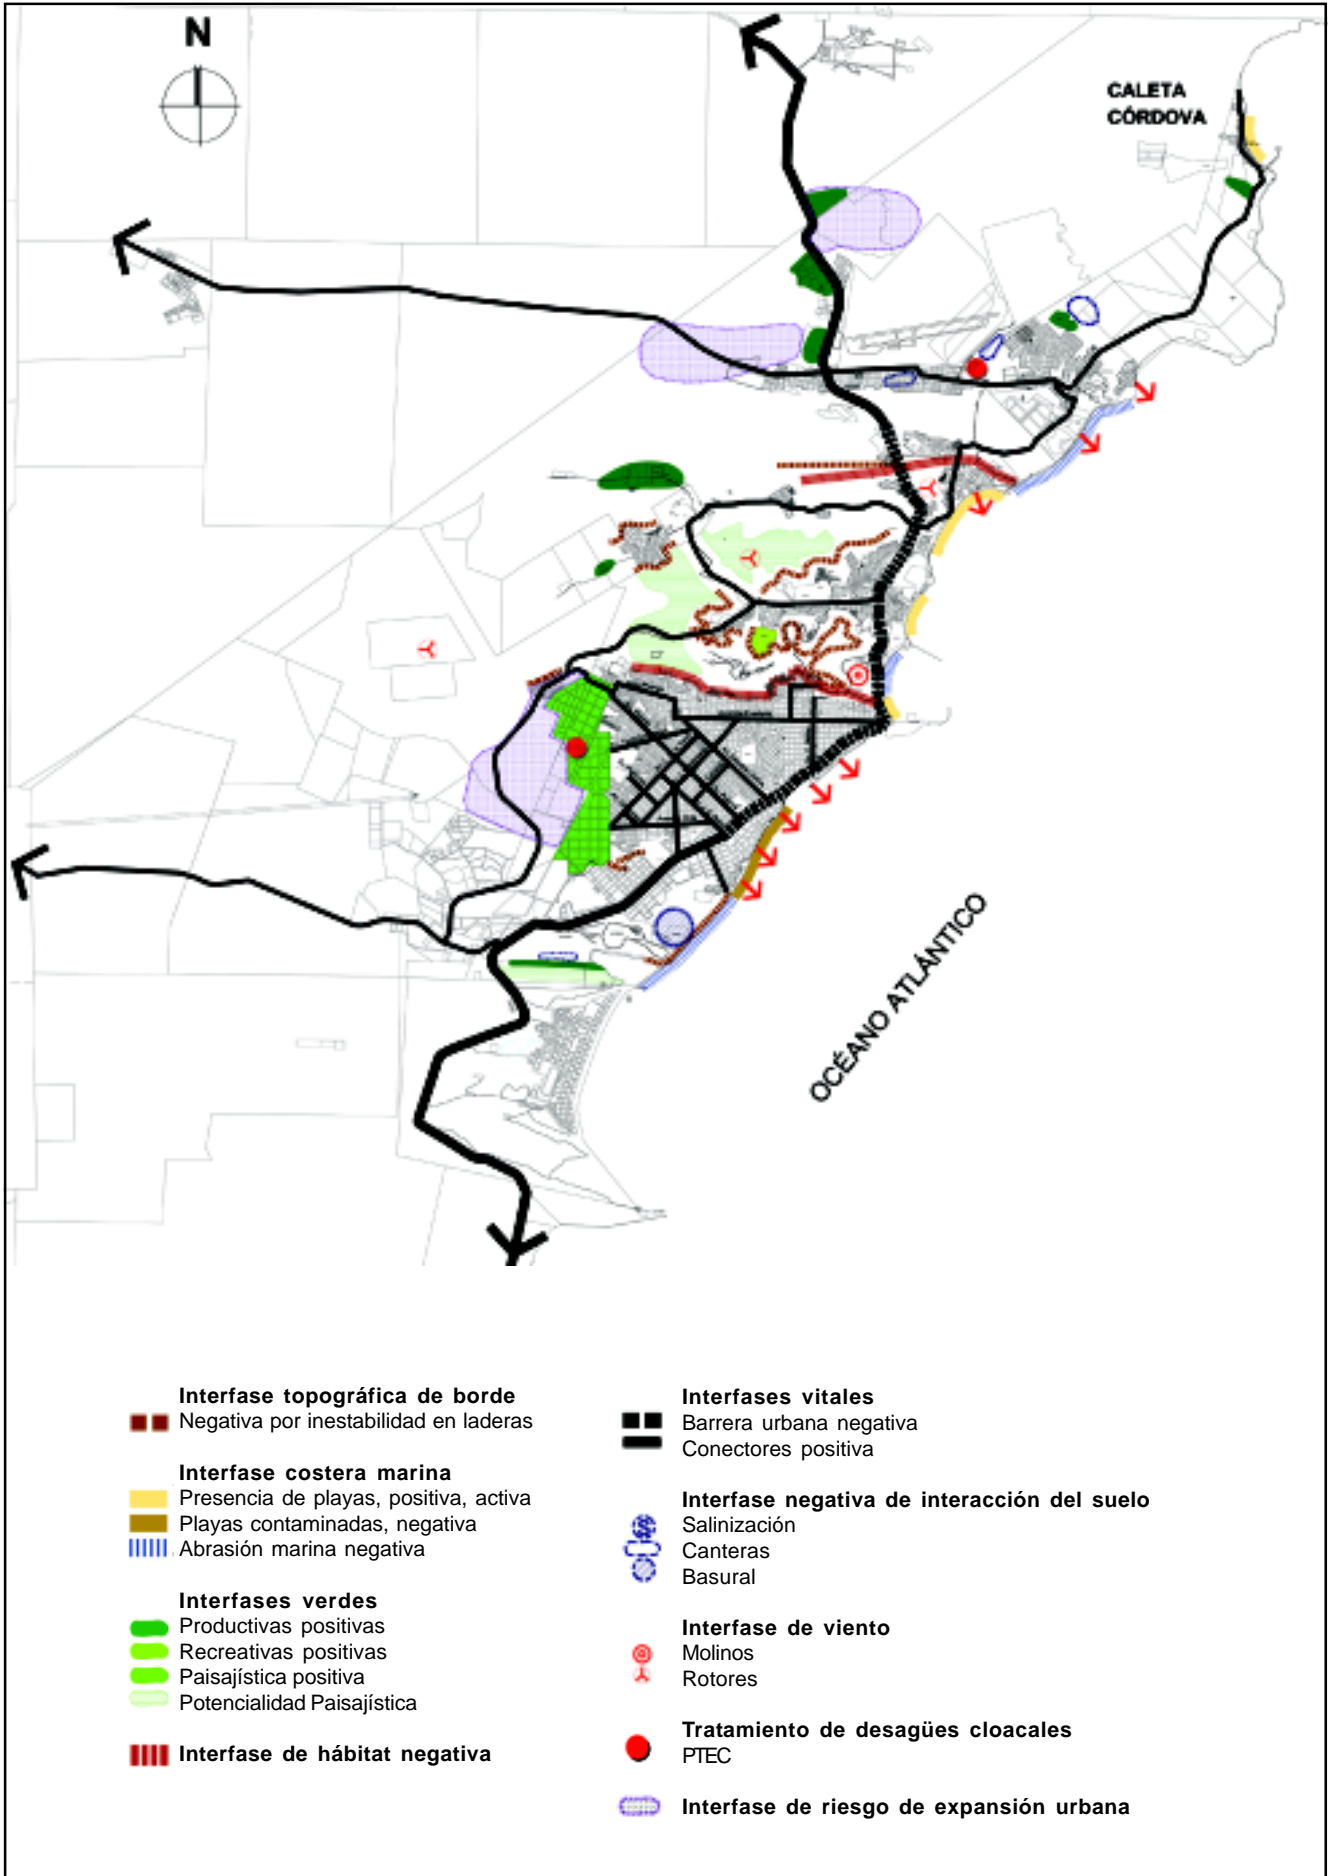 N
CALETA
CÓRDOVA
OCÉANO ATLÁNTICO
Interfase topográfica de borde
Negativa por inestabilidad en laderas
Interfase costera marina
Presencia de playas, positiva, activa
Playas contaminadas, negativa
Abrasión marina negativa
Interfases verdes
Productivas positivas
Recreativas positivas
Paisajística positiva
Potencialidad Paisajística
Interfase de hábitat negativa
Interfases vitales
Barrera urbana negativa
Conectores positiva
Interfase negativa de interacción del suelo
Salinización
Canteras
Basural
Interfase de viento
Molinos
Rotores
Tratamiento de desagües cloacales
PTEC
Interfase de riesgo de expansión urbana